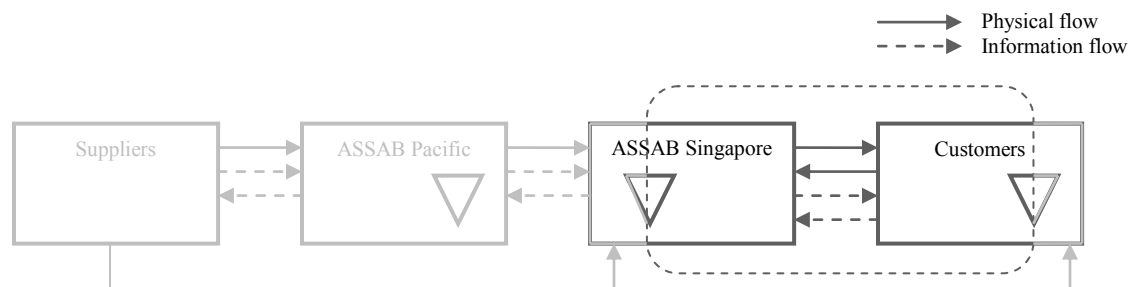 Physical flow
Information flow
Suppliers
ASSAB Pacific
ASSAB Singapore
Customers